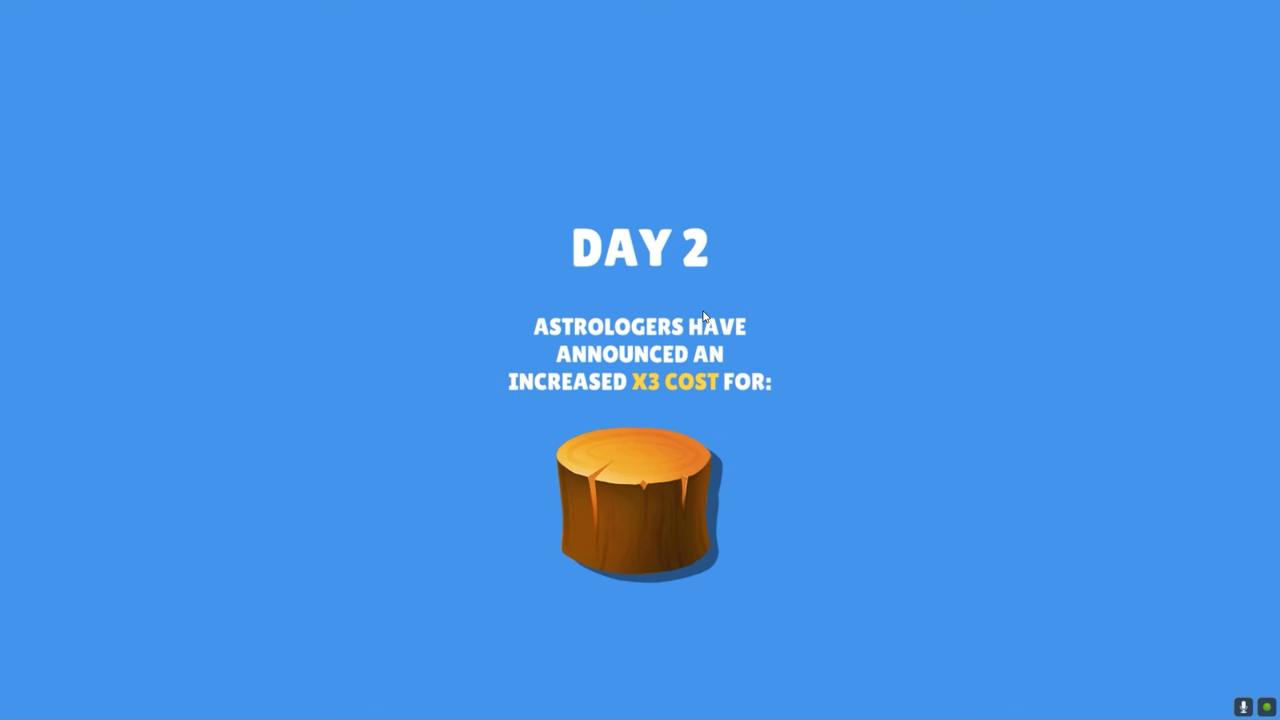 DAY 2
ASTROLOGERS HAVE
ANNOUNCED AN
INCREASED X3 COST FOR: